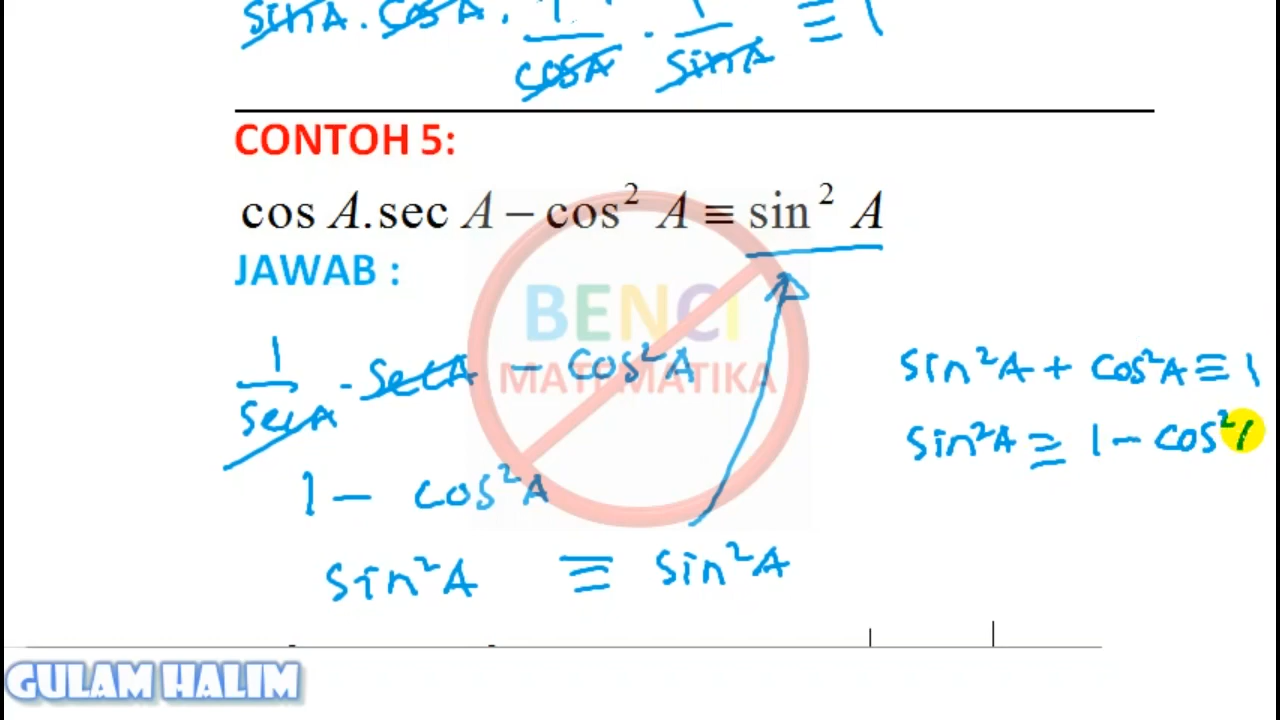 sinA . cosA . 1/cosA . 1/sinA ≡ 1
CONTOH 5:
cos A.sec A − cos² A ≡ sin² A
JAWAB :
BENCI
MATEMATIKA
1/secA . secA − cos²A
1 − cos²A
sin²A ≡ sin²A
sin²A + cos²A ≡ 1
sin²A ≡ 1 − cos²
GULAM HALIM